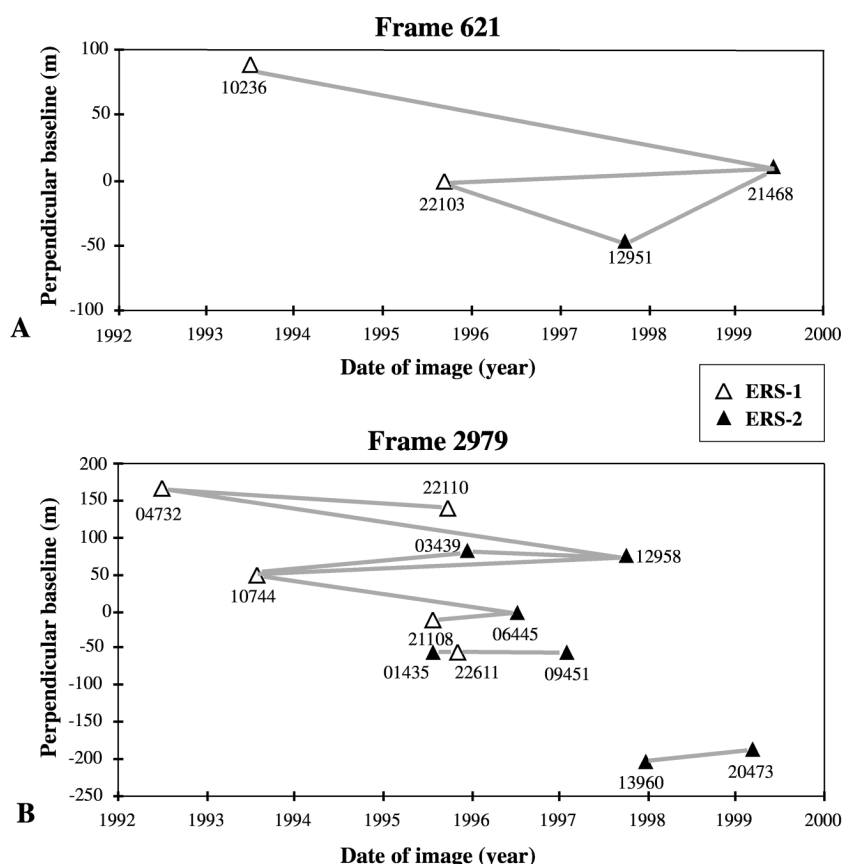 Frame 621
Perpendicular baseline (m)
100
50
0
-50
-100
10236
22103
21468
12951
1992 1993 1994 1995 1996 1997 1998 1999 2000
A
Date of image (year)
ERS-1
ERS-2
Frame 2979
Perpendicular baseline (m)
200
150
100
50
0
-50
-100
-150
-200
-250
04732
22110
03439
12958
10744
21108
06445
01435
22611
09451
13960
20473
B
1992 1993 1994 1995 1996 1997 1998 1999 2000
Date of image (year)